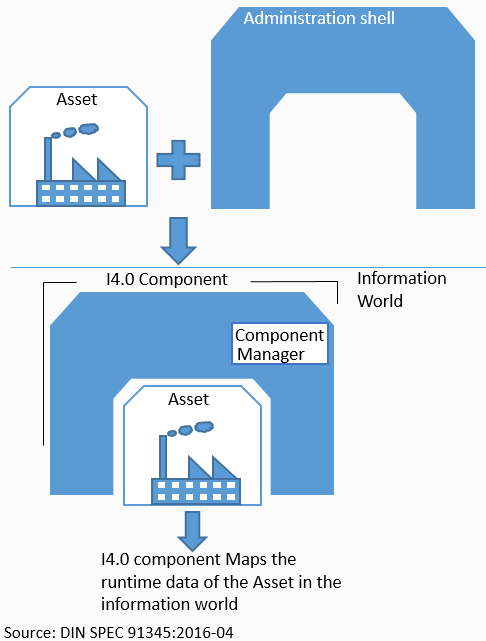 Administration shell
Asset
I4.0 Component
Information
World
Component
Manager
Asset
I4.0 component Maps the
runtime data of the Asset in the
information world
Source: DIN SPEC 91345:2016-04